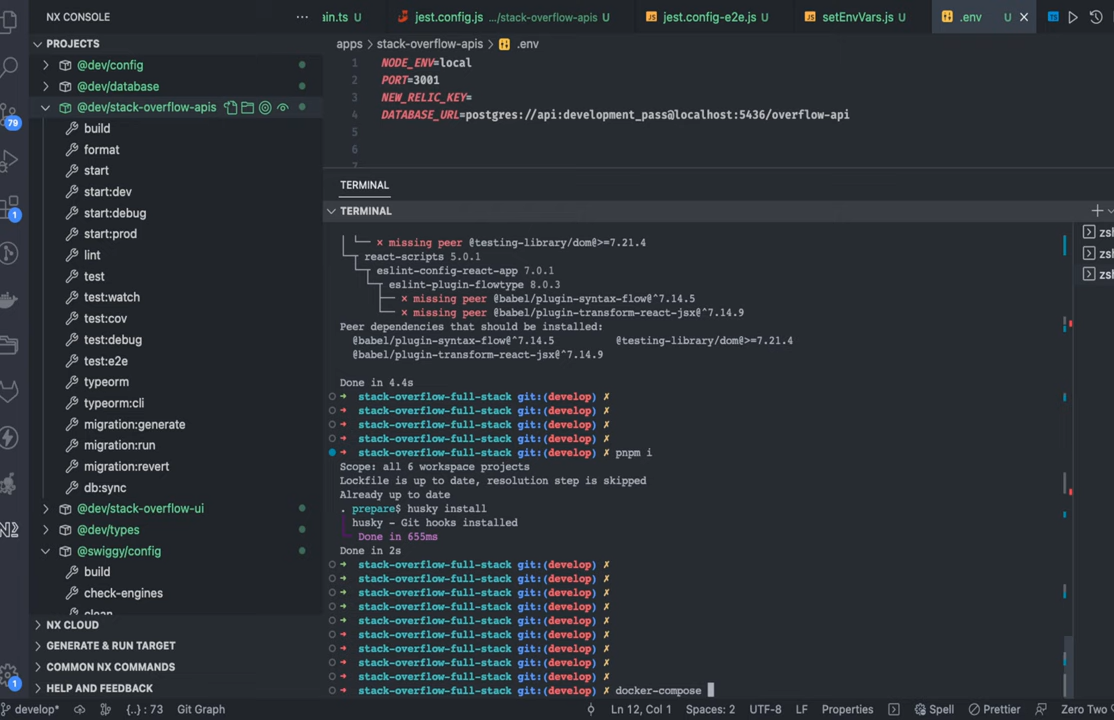 NX CONSOLE
PROJECTS
@dev/config
@dev/database
@dev/stack-overflow-apis
build
format
start
start:dev
start:debug
start:prod
lint
test
test:watch
test:cov
test:debug
test:e2e
typeorm
typeorm:cli
migration:generate
migration:run
migration:revert
db:sync
@dev/stack-overflow-ui
@dev/types
@swiggy/config
build
check-engines
clean
NX CLOUD
GENERATE & RUN TARGET
COMMON NX COMMANDS
HELP AND FEEDBACK
79
1
1
ain.ts U
jest.config.js .../stack-overflow-apis U
jest.config-e2e.js U
setEnvVars.js U
.env U
apps > stack-overflow-apis > .env
1 NODE_ENV=local
2 PORT=3001
3 NEW_RELIC_KEY=
4 DATABASE_URL=postgres://api:development_pass@localhost:5436/overflow-api
5
6
7
TERMINAL
TERMINAL
zsh
zsh
zsh
× missing peer @testing-library/dom@>=7.21.4
react-scripts 5.0.1
eslint-config-react-app 7.0.1
eslint-plugin-flowtype 8.0.3
× missing peer @babel/plugin-syntax-flow@^7.14.5
× missing peer @babel/plugin-transform-react-jsx@^7.14.9
Peer dependencies that should be installed:
@babel/plugin-syntax-flow@^7.14.5 @testing-library/dom@>=7.21.4
@babel/plugin-transform-react-jsx@^7.14.9
Done in 4.4s
➜ stack-overflow-full-stack git:(develop) ✗
➜ stack-overflow-full-stack git:(develop) ✗
➜ stack-overflow-full-stack git:(develop) ✗
➜ stack-overflow-full-stack git:(develop) ✗
➜ stack-overflow-full-stack git:(develop) ✗ pnpm i
Scope: all 6 workspace projects
Lockfile is up to date, resolution step is skipped
Already up to date
. prepare$ husky install
husky - Git hooks installed
Done in 655ms
Done in 2s
➜ stack-overflow-full-stack git:(develop) ✗
➜ stack-overflow-full-stack git:(develop) ✗
➜ stack-overflow-full-stack git:(develop) ✗
➜ stack-overflow-full-stack git:(develop) ✗
➜ stack-overflow-full-stack git:(develop) ✗
➜ stack-overflow-full-stack git:(develop) ✗
➜ stack-overflow-full-stack git:(develop) ✗
➜ stack-overflow-full-stack git:(develop) ✗
➜ stack-overflow-full-stack git:(develop) ✗
➜ stack-overflow-full-stack git:(develop) ✗ docker-compose
develop* {..} : 73 Git Graph Ln 12, Col 1 Spaces: 2 UTF-8 LF Properties Spell Prettier Zero Two